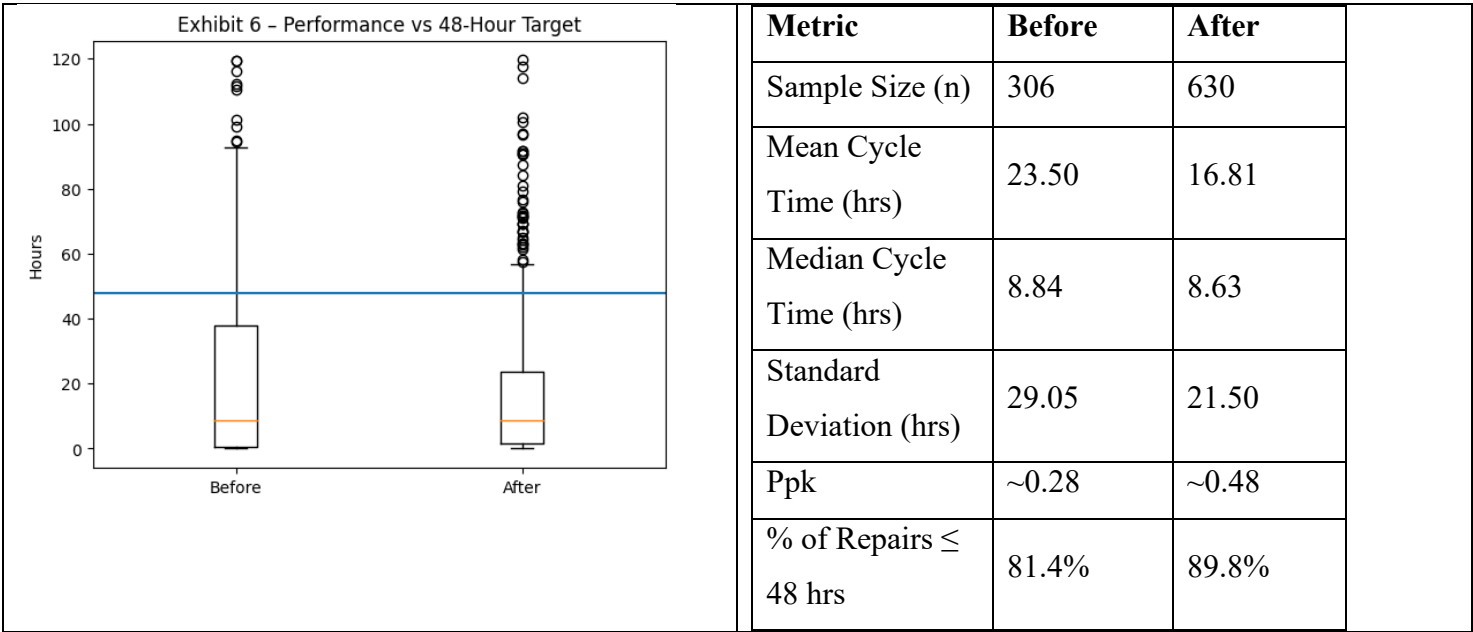 Exhibit 6 – Performance vs 48-Hour Target
120
100
80
60
40
20
0
Hours
Before
After
Metric Before After
Sample Size (n) 306 630
Mean Cycle
Time (hrs) 23.50 16.81
Median Cycle
Time (hrs) 8.84 8.63
Standard
Deviation (hrs) 29.05 21.50
Ppk ~0.28 ~0.48
% of Repairs ≤
48 hrs 81.4% 89.8%